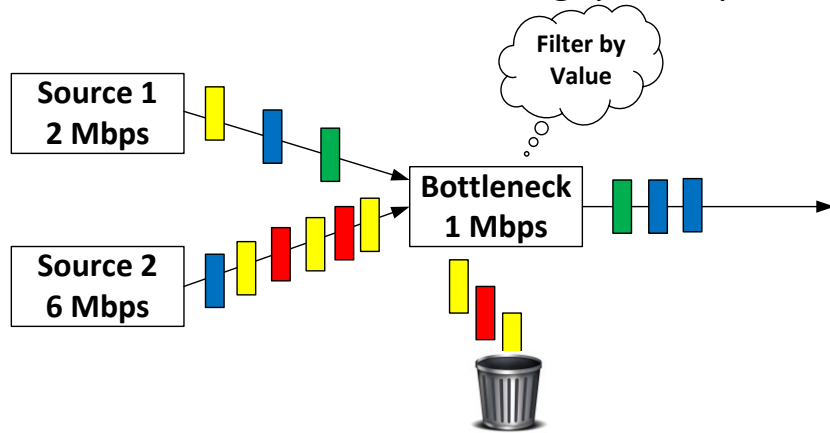 Filter by
Value
Source 1
2 Mbps
Bottleneck
1 Mbps
Source 2
6 Mbps